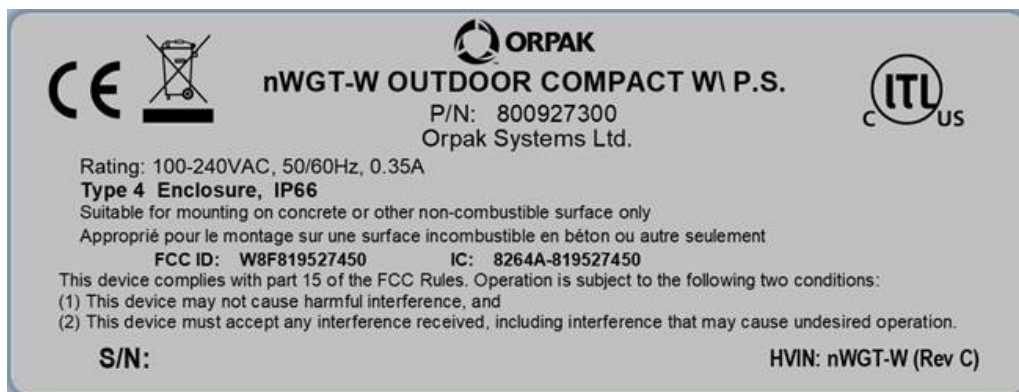 ORPAK
CE
nWGT-W OUTDOOR COMPACT W\ P.S.
P/N: 800927300
Orpak Systems Ltd.
C ITL US
Rating: 100-240VAC, 50/60Hz, 0.35A
Type 4 Enclosure, IP66
Suitable for mounting on concrete or other non-combustible surface only
Approprié pour le montage sur une surface incombustible en béton ou autre seulement
FCC ID: W8F819527450 IC: 8264A-819527450
This device complies with part 15 of the FCC Rules. Operation is subject to the following two conditions:
(1) This device may not cause harmful interference, and
(2) This device must accept any interference received, including interference that may cause undesired operation.
S/N: HVIN: nWGT-W (Rev C)